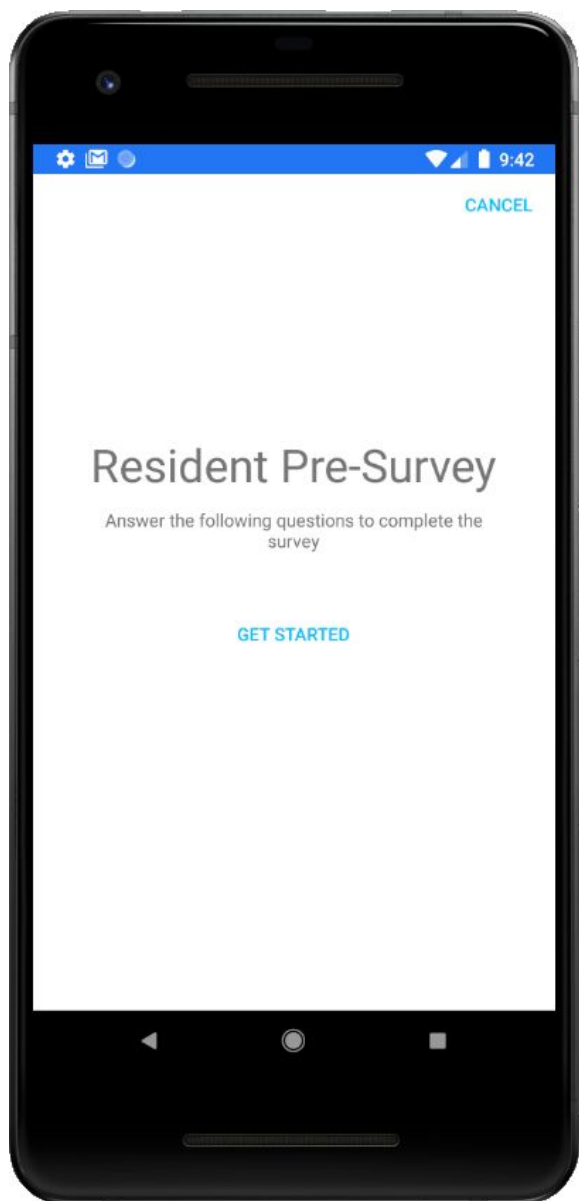 9:42
CANCEL
Resident Pre-Survey
Answer the following questions to complete the
survey
GET STARTED